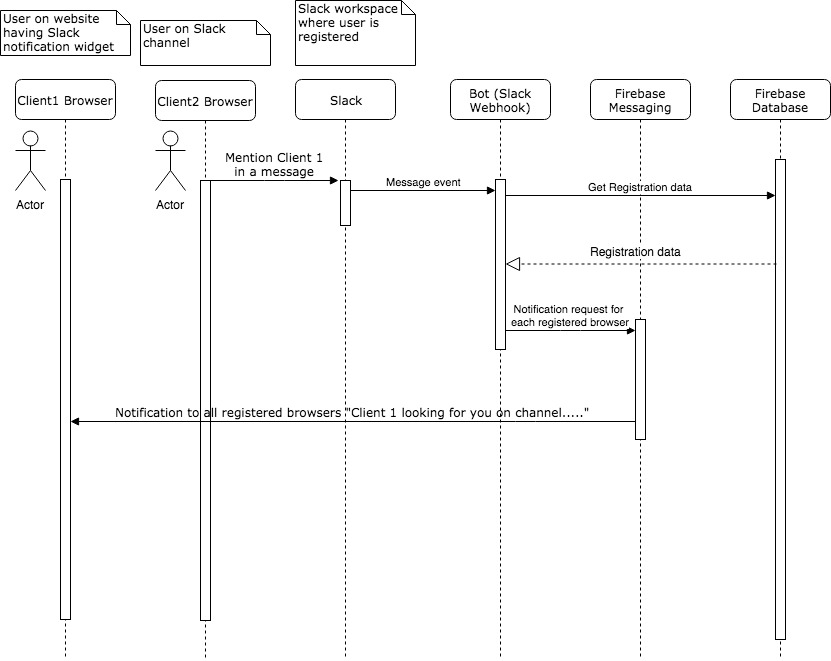 User on website
having Slack
notification widget
User on Slack
channel
Slack workspace
where user is
registered
Client1 Browser
Client2 Browser
Slack
Bot (Slack
Webhook)
Firebase
Messaging
Firebase
Database
Actor
Actor
Mention Client 1
in a message
Message event
Get Registration data
Registration data
Notification request for
each registered browser
Notification to all registered browsers "Client 1 looking for you on channel....."